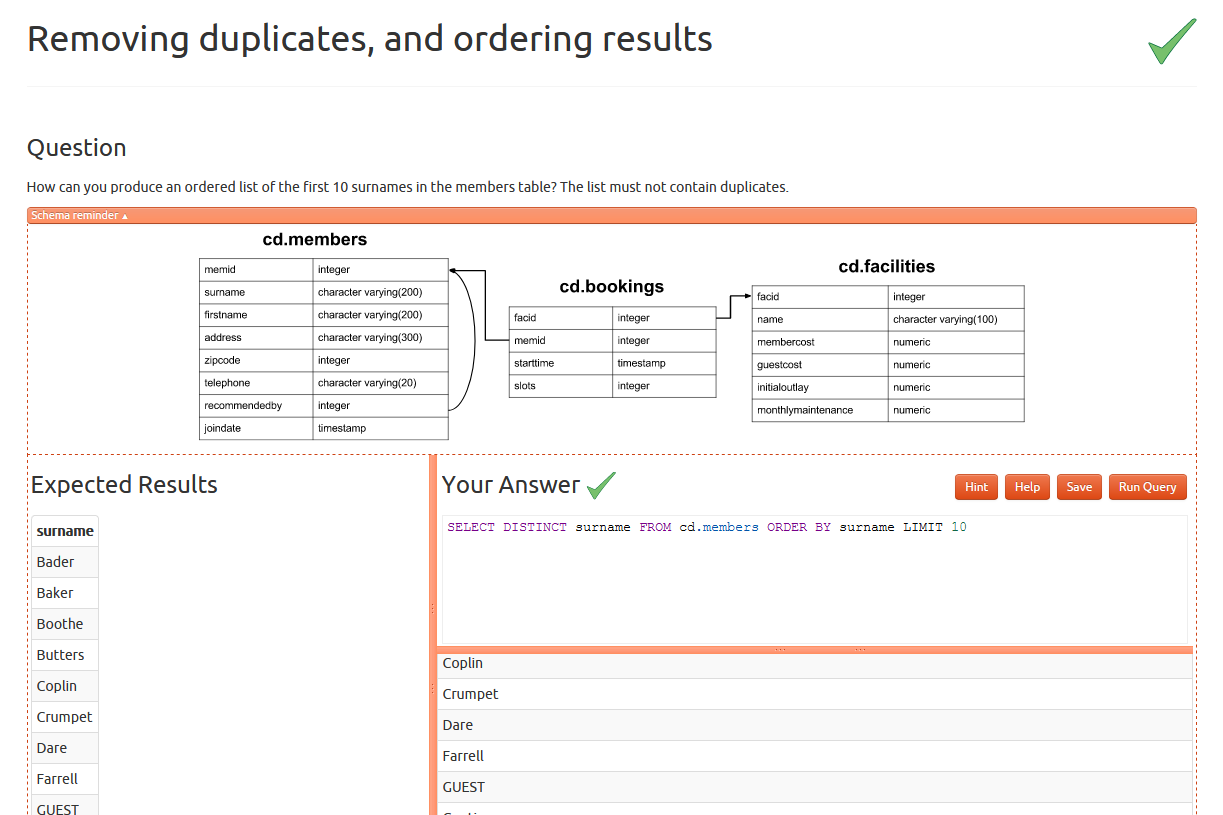 Removing duplicates, and ordering results
Question
How can you produce an ordered list of the first 10 surnames in the members table? The list must not contain duplicates.
Schema reminder ▴
cd.members
memid integer
surname character varying(200)
firstname character varying(200)
address character varying(300)
zipcode integer
telephone character varying(20)
recommendedby integer
joindate timestamp
cd.bookings
facid integer
memid integer
starttime timestamp
slots integer
cd.facilities
facid integer
name character varying(100)
membercost numeric
guestcost numeric
initialoutlay numeric
monthlymaintenance numeric
Expected Results
surname
Bader
Baker
Boothe
Butters
Coplin
Crumpet
Dare
Farrell
GUEST
Your Answer
Hint Help Save Run Query
SELECT DISTINCT surname FROM cd.members ORDER BY surname LIMIT 10
Coplin
Crumpet
Dare
Farrell
GUEST